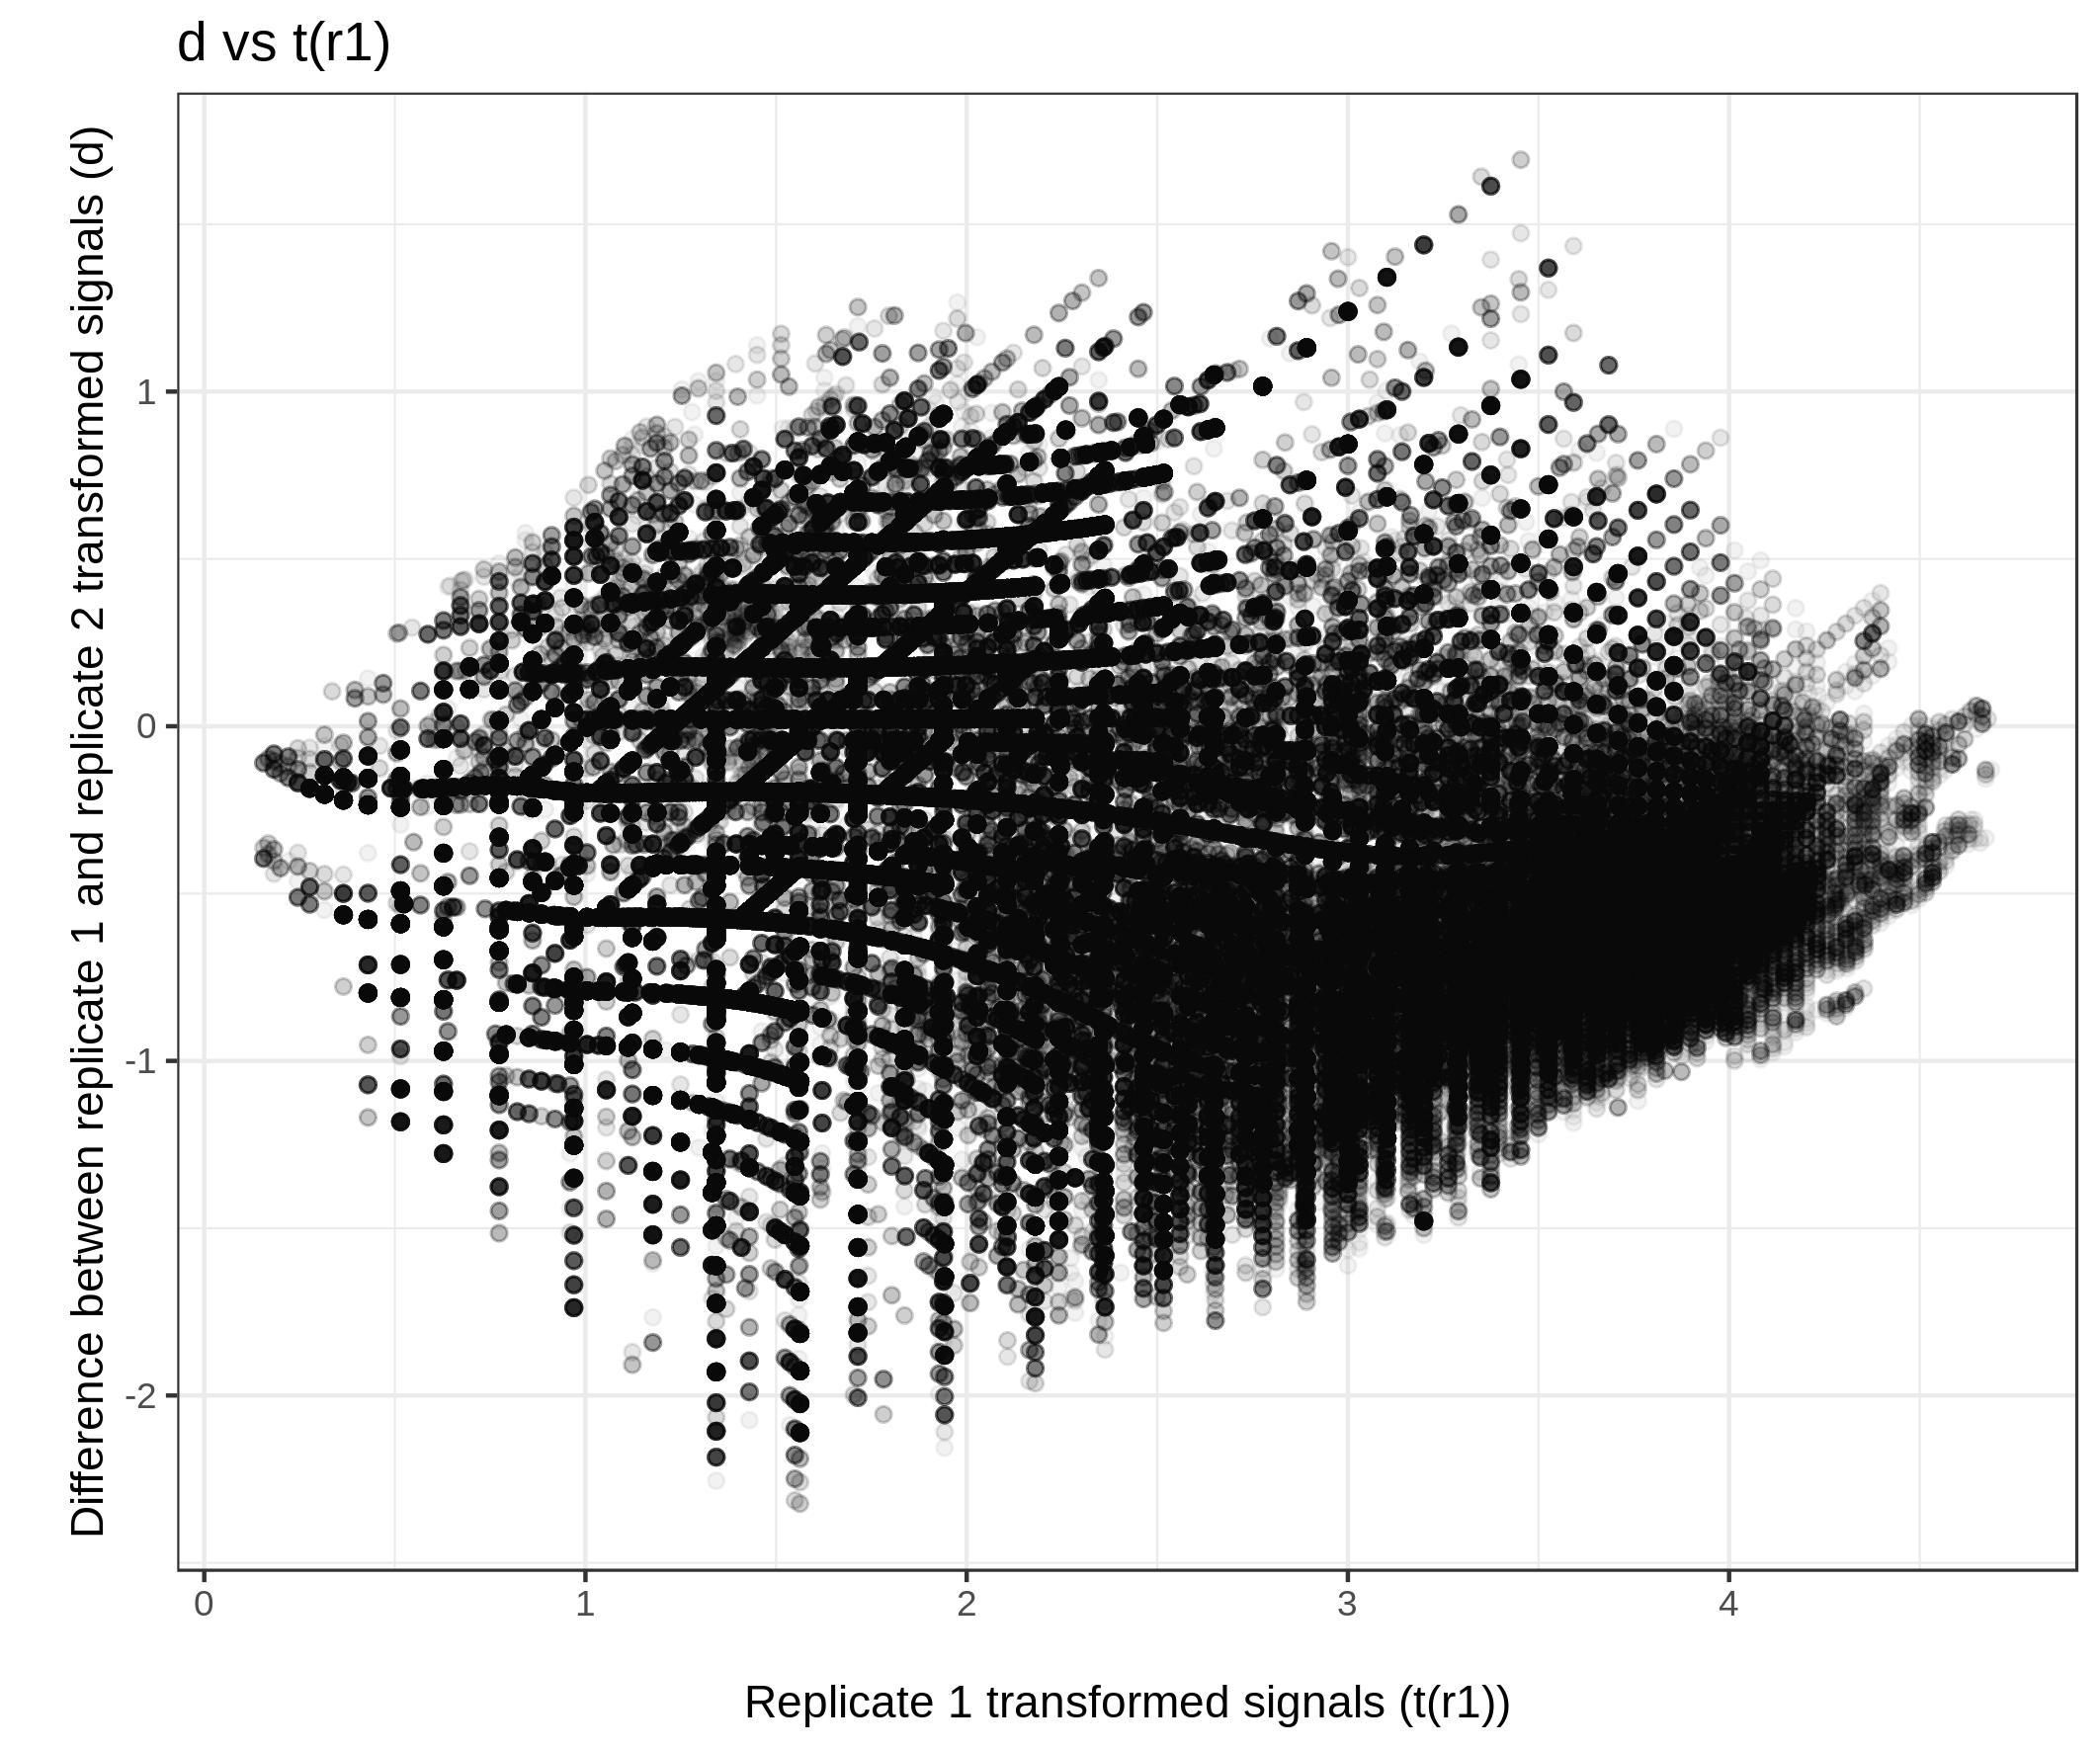 d vs t(r1)
Difference between replicate 1 and replicate 2 transformed signals (d)
1
0
-1
-2
0 1 2 3 4
Replicate 1 transformed signals (t(r1))